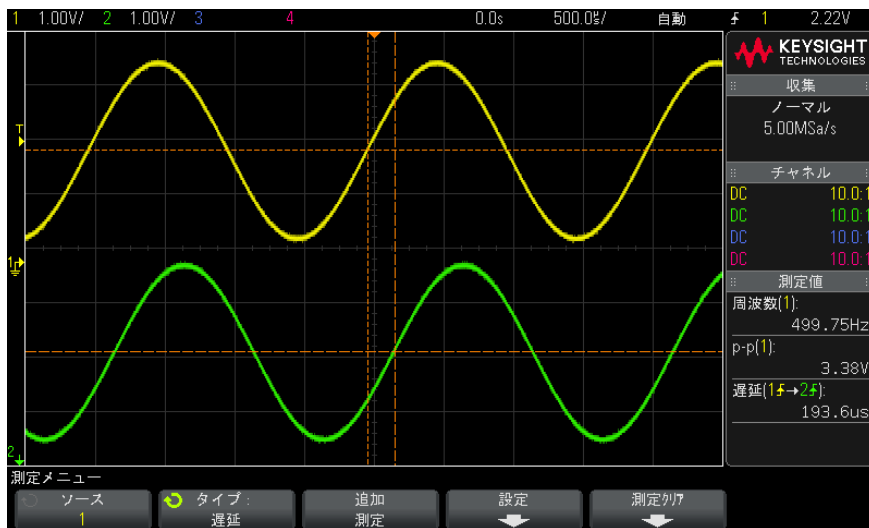 1 1.00V/ 2 1.00V/ 3 4 0.0s 500.0㎲/ 自動 1 2.22V
KEYSIGHT
TECHNOLOGIES
収集
ノーマル
5.00MSa/s
チャネル
DC 10.0:1
DC 10.0:1
DC 10.0:1
DC 10.0:1
測定値
周波数(1):
499.75Hz
p-p(1):
3.38V
遅延(1→2):
193.6us
T
1
2
測定メニュー
ソース
1
タイプ :
遅延
追加
測定
設定
測定ｸﾘｱ